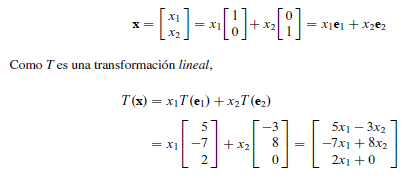 x = [x₁ x₂] = x₁ [1 0] + x₂ [0 1] = x₁e₁ + x₂e₂
Como T es una transformación lineal,
T(x) = x₁T(e₁) + x₂T(e₂)
= x₁ [5 −7 2] + x₂ [−3 8 0] = [5x₁ − 3x₂ −7x₁ + 8x₂ 2x₁ + 0]